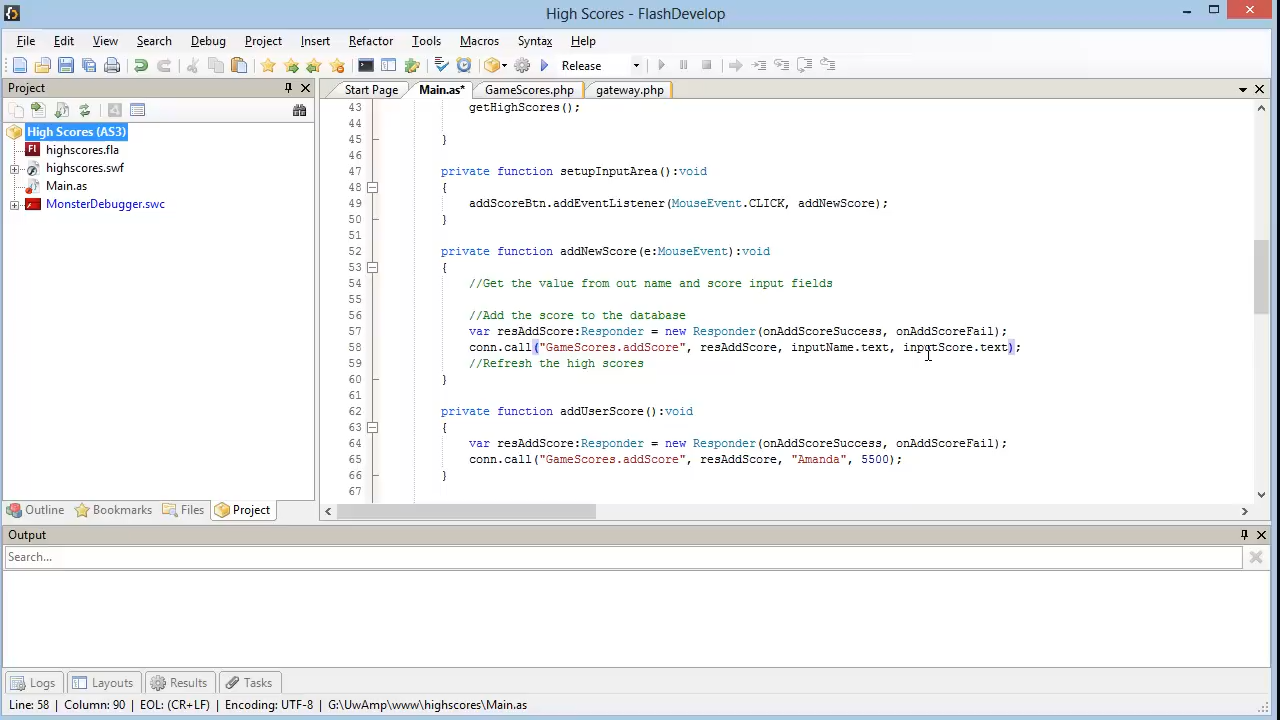 High Scores - FlashDevelop
File Edit View Search Debug Project Insert Refactor Tools Macros Syntax Help
Release
Project
Start Page Main.as* GameScores.php gateway.php
High Scores (AS3)
highscores.fla
highscores.swf
Main.as
MonsterDebugger.swc
43 getHighScores();
44
45 }
46
47 private function setupInputArea():void
48 {
49 addScoreBtn.addEventListener(MouseEvent.CLICK, addNewScore);
50 }
51
52 private function addNewScore(e:MouseEvent):void
53 {
54 //Get the value from out name and score input fields
55
56 //Add the score to the database
57 var resAddScore:Responder = new Responder(onAddScoreSuccess, onAddScoreFail);
58 conn.call("GameScores.addScore", resAddScore, inputName.text, inputScore.text);
59 //Refresh the high scores
60 }
61
62 private function addUserScore():void
63 {
64 var resAddScore:Responder = new Responder(onAddScoreSuccess, onAddScoreFail);
65 conn.call("GameScores.addScore", resAddScore, "Amanda", 5500);
66 }
67
Outline Bookmarks Files Project
Output
Search...
Logs Layouts Results Tasks
Line: 58 | Column: 90 | EOL: (CR+LF) | Encoding: UTF-8 | G:\UwAmp\www\highscores\Main.as